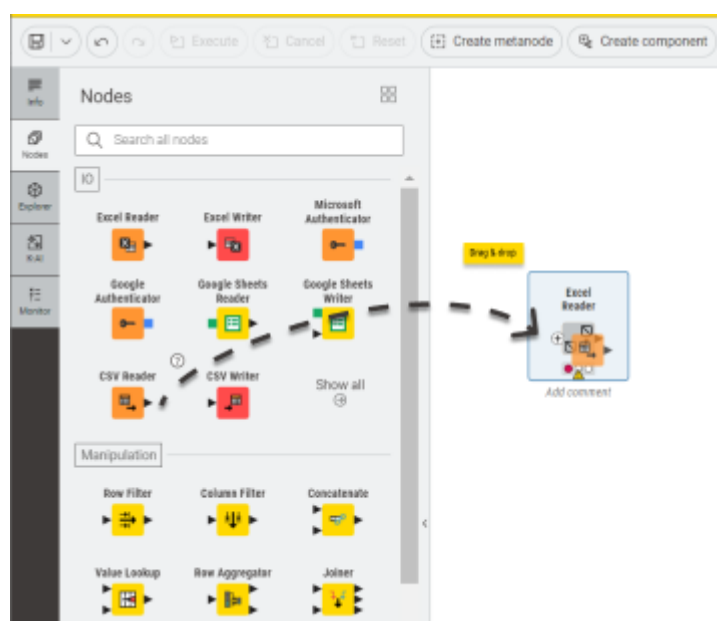 Execute
Cancel
Reset
Create metanode
Create component
Info
Nodes
Explorer
K-AI
Monitor
Nodes
Search all nodes
IO
Excel Reader
Excel Writer
Microsoft
Authenticator
Google
Authenticator
Google Sheets
Reader
Google Sheets
Writer
CSV Reader
CSV Writer
Show all
Manipulation
Row Filter
Column Filter
Concatenate
Value Lookup
Row Aggregator
Joiner
Drag & drop
Excel
Reader
Add comment